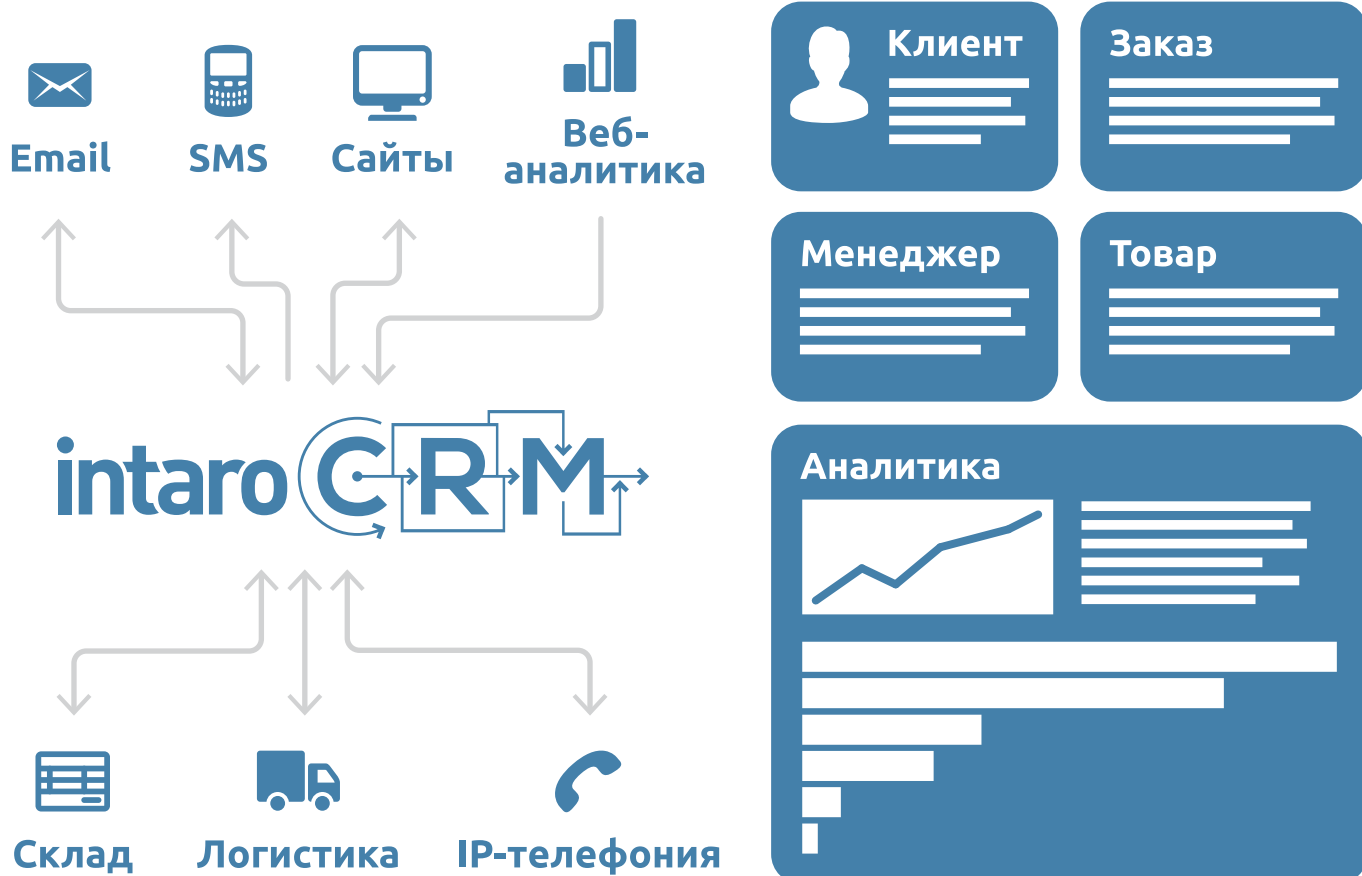 Email
SMS
Сайты
Веб-
аналитика
intaro CRM
Склад
Логистика
IP-телефония
Клиент
Заказ
Менеджер
Товар
Аналитика